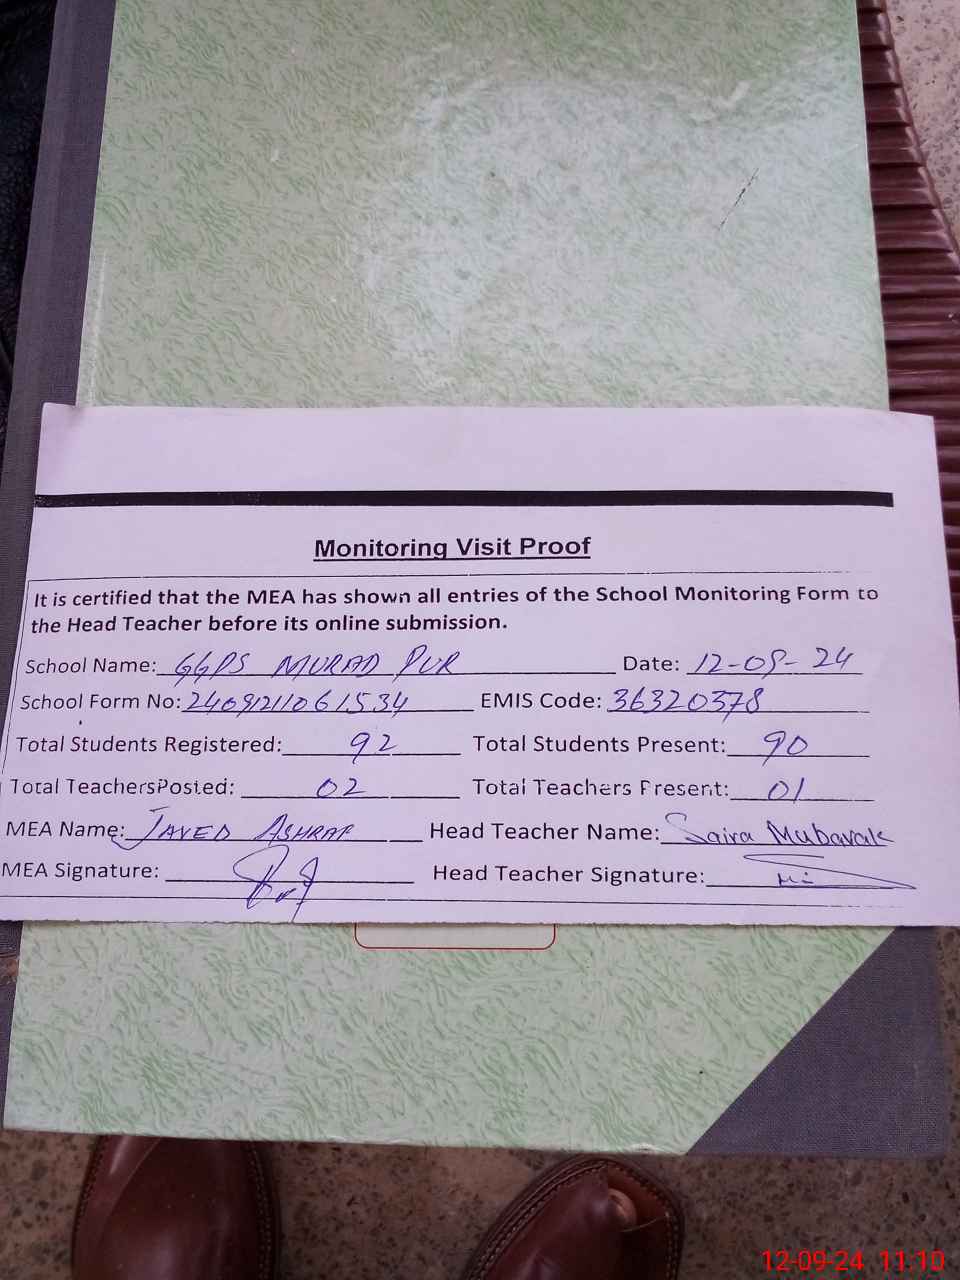 Monitoring Visit Proof
It is certified that the MEA has shown all entries of the School Monitoring Form to
the Head Teacher before its online submission.
School Name: GGPS MURAD PUR Date: 12-09-24
School Form No: 24091211061534 EMIS Code: 36320378
Total Students Registered: 92 Total Students Present: 90
Total TeachersPosted: 02 Total Teachers Present: 01
MEA Name: JAVED ASHRAF Head Teacher Name: Saira Mubarak
MEA Signature: Head Teacher Signature:
12-09-24 11:10